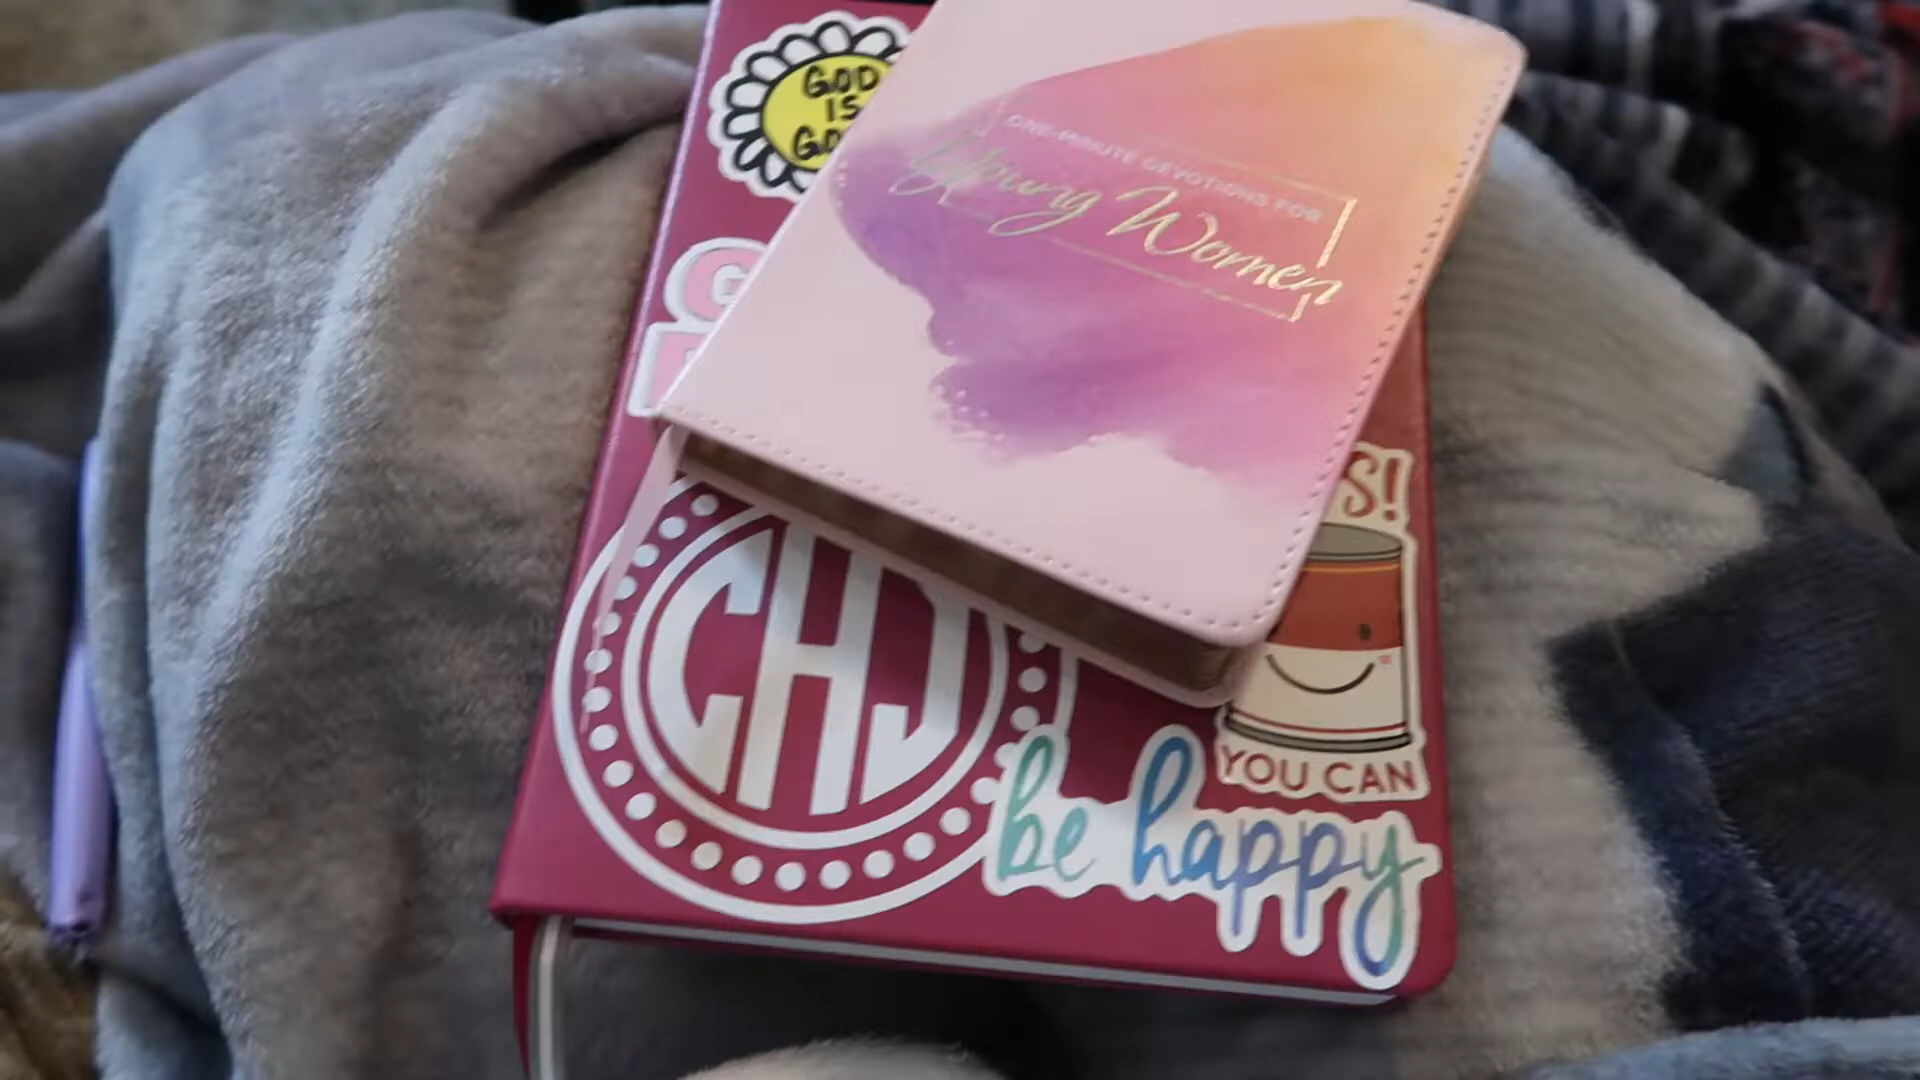 GOD
IS
ONE-MINUTE DEVOTIONS FOR
Young Women
CHJ
YOU CAN
be happy